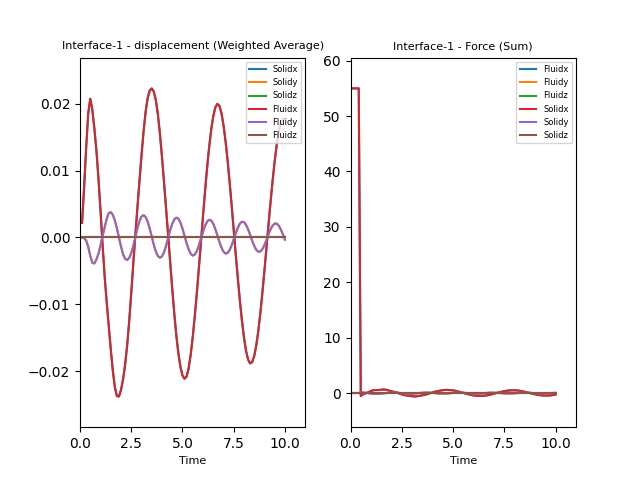 Interface-1 - displacement (Weighted Average)
Solidx
Solidy
Solidz
Fluidx
Fluidy
Fluidz
0.02
0.01
0.00
−0.01
−0.02
0.0 2.5 5.0 7.5 10.0
Time
Interface-1 - Force (Sum)
Fluidx
Fluidy
Fluidz
Solidx
Solidy
Solidz
60
50
40
30
20
10
0
0.0 2.5 5.0 7.5 10.0
Time